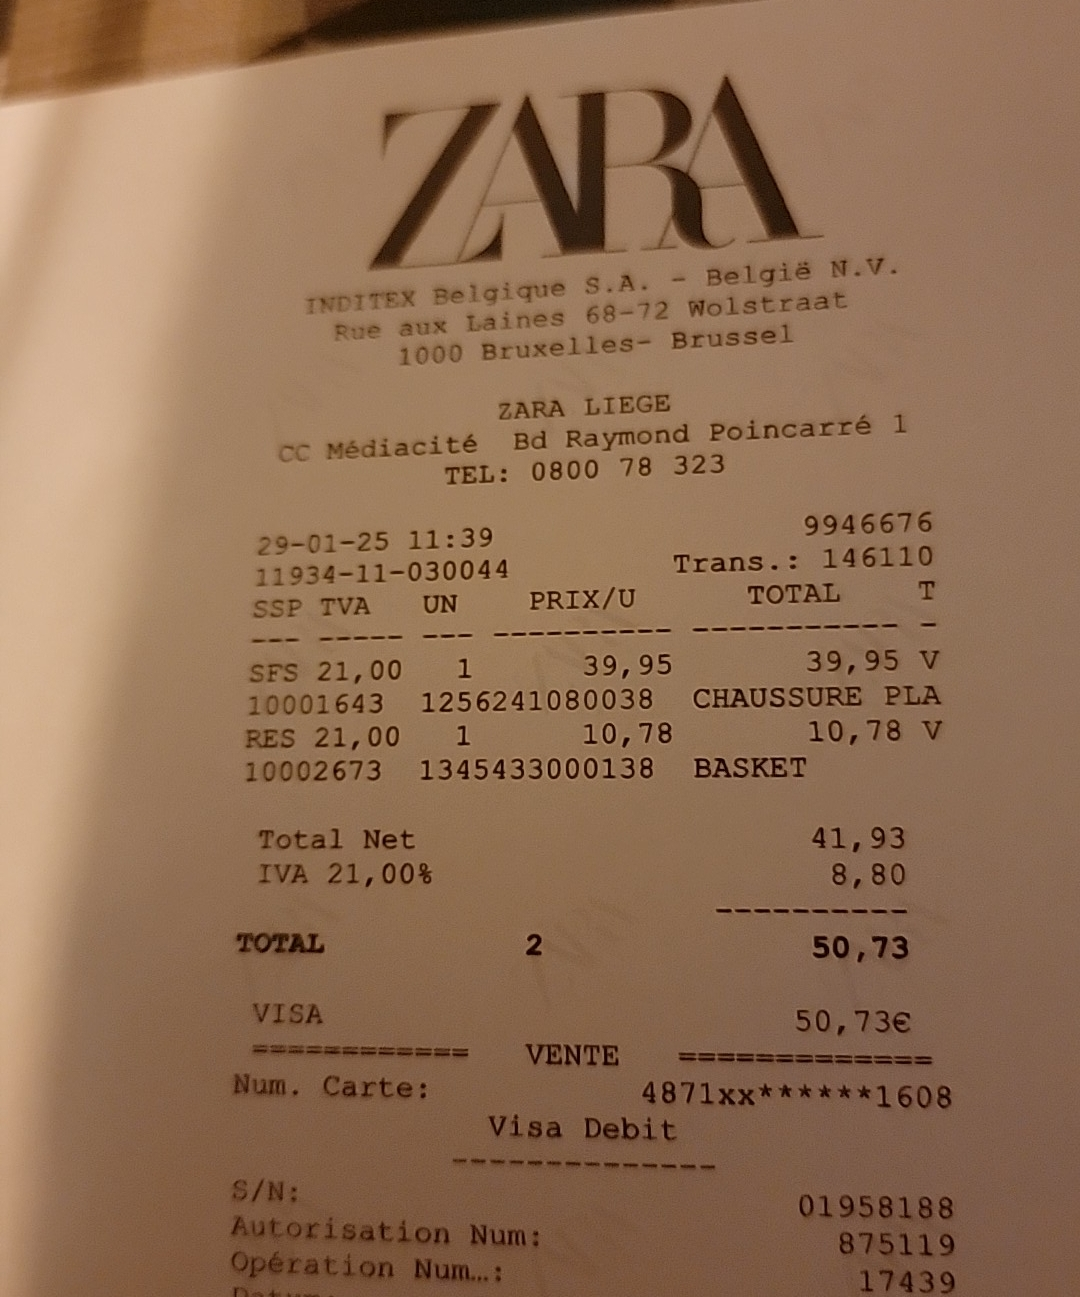 ZARA
INDITEX Belgique S.A. - België N.V.
Rue aux Laines 68-72 Wolstraat
1000 Bruxelles- Brussel
ZARA LIEGE
CC Médiacité Bd Raymond Poincarré 1
TEL: 0800 78 323
29-01-25 11:39 9946676
11934-11-030044 Trans.: 146110
SSP TVA UN PRIX/U TOTAL T
--- ----- --- ---------- ------------ -
SFS 21,00 1 39,95 39,95 V
10001643 1256241080038 CHAUSSURE PLA
RES 21,00 1 10,78 10,78 V
10002673 1345433000138 BASKET
Total Net 41,93
IVA 21,00% 8,80
----------
TOTAL 2 50,73
VISA 50,73€
============ VENTE =============
Num. Carte: 4871xx******1608
Visa Debit
--------------
S/N: 01958188
Autorisation Num: 875119
Opération Num…: 17439